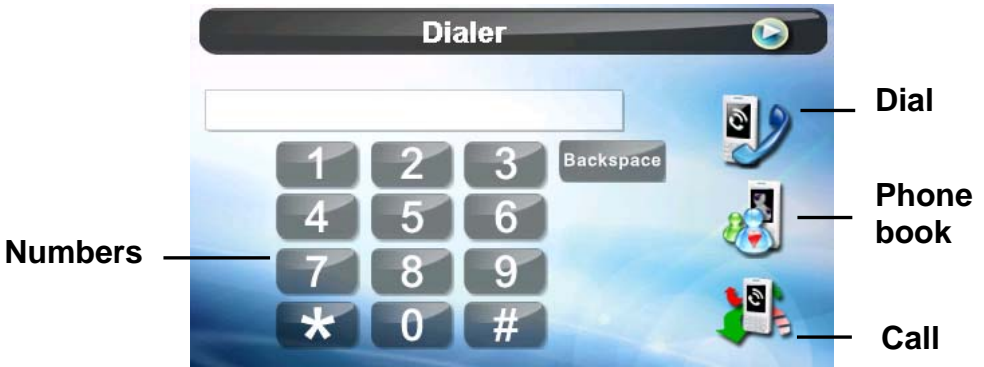 Dialer
Dial
1 2 3 Backspace
4 5 6
Phone
book
Numbers
7 8 9
* 0 #
Call